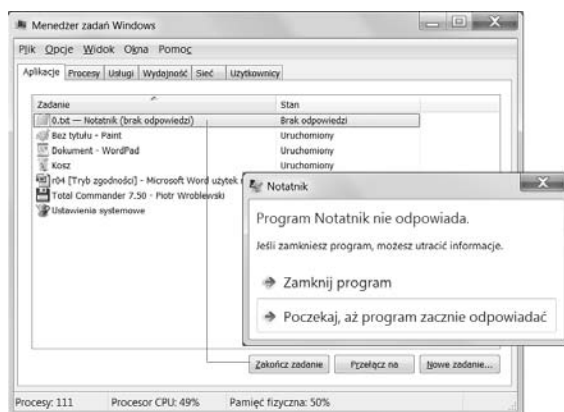 Menedżer zadań Windows
Plik Opcje Widok Okna Pomoc
Aplikacje Procesy Usługi Wydajność Sieć Użytkownicy
Zadanie Stan
0.txt — Notatnik (brak odpowiedzi) Brak odpowiedzi
Bez tytułu - Paint Uruchomiony
Dokument - WordPad Uruchomiony
Kosz Uruchomiony
r04 [Tryb zgodności] - Microsoft Word użytek
Total Commander 7.50 - Piotr Wroblewski
Ustawienia systemowe
Notatnik
Program Notatnik nie odpowiada.
Jeśli zamkniesz program, możesz utracić informacje.
Zamknij program
Poczekaj, aż program zacznie odpowiadać
Zakończ zadanie Przełącz na Nowe zadanie...
Procesy: 111 Procesor CPU: 49% Pamięć fizyczna: 50%